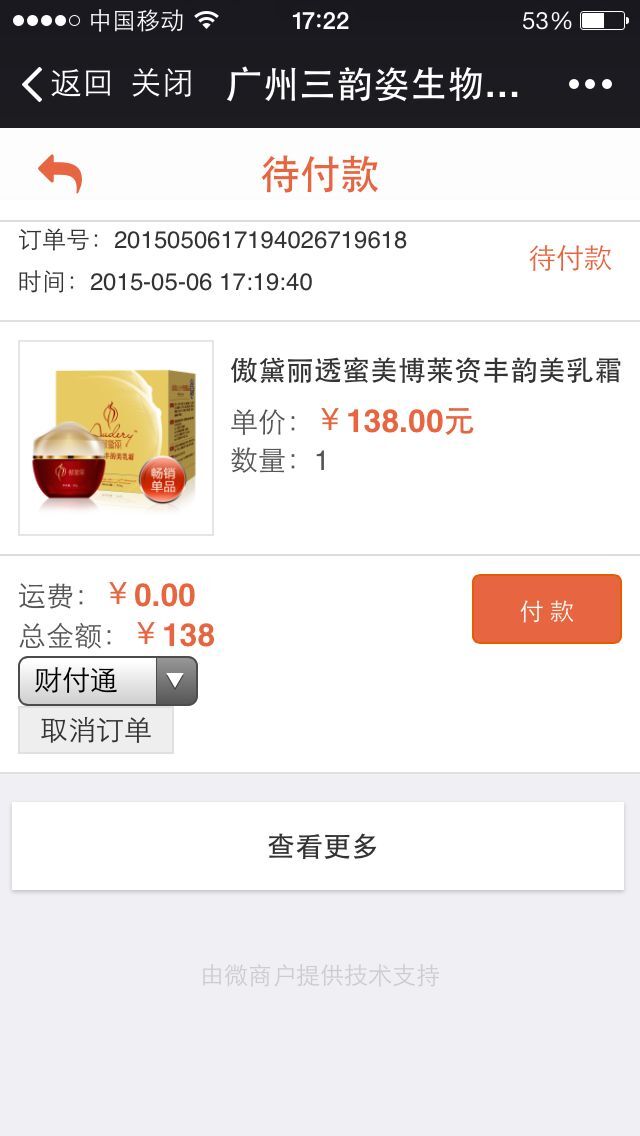 中国移动 17:22 53%
返回 关闭 广州三韵姿生物...
待付款
订单号：2015050617194026719618
待付款
时间：2015-05-06 17:19:40
傲黛丽透蜜美博莱资丰韵美乳霜
单价：￥138.00元
数量：1
Audery
畅销
单品
运费：￥0.00
付 款
总金额：￥138
财付通
取消订单
查看更多
由微商户提供技术支持